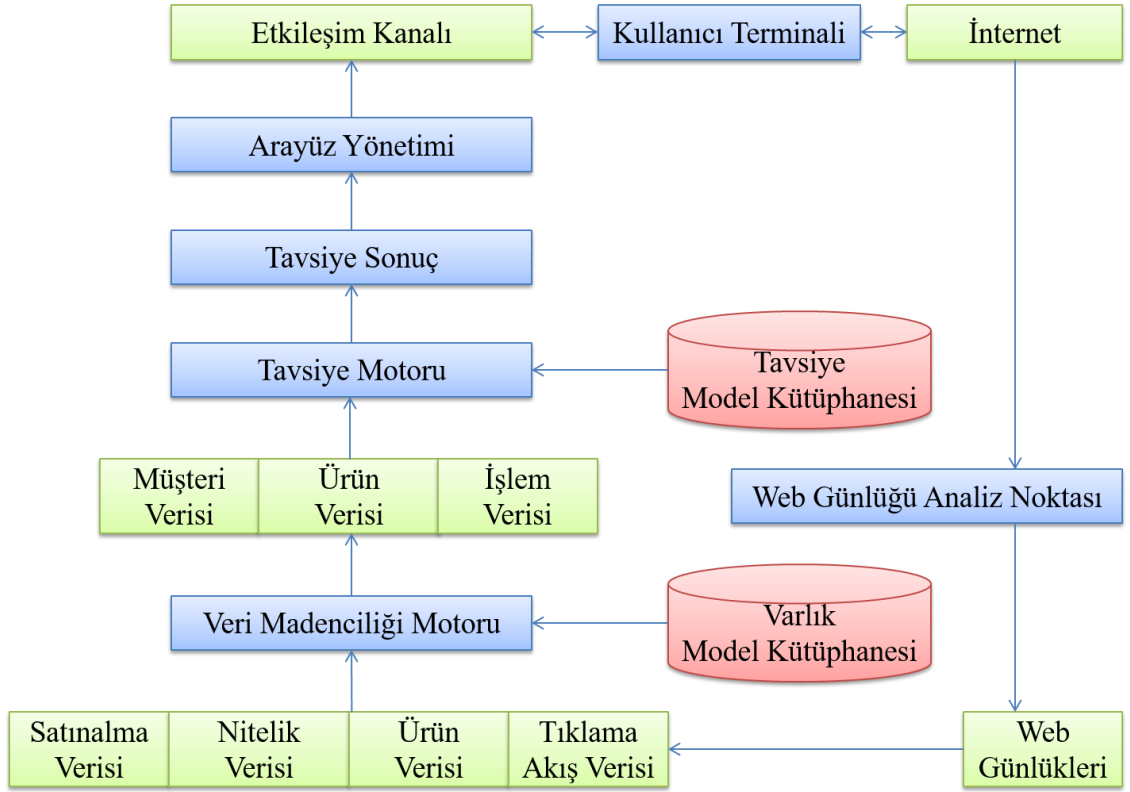 Etkileşim Kanalı
Kullanıcı Terminali
İnternet
Arayüz Yönetimi
Tavsiye Sonuç
Tavsiye Motoru
Tavsiye
Model Kütüphanesi
Müşteri
Verisi
Ürün
Verisi
İşlem
Verisi
Web Günlüğü Analiz Noktası
Veri Madenciliği Motoru
Varlık
Model Kütüphanesi
Satınalma
Verisi
Nitelik
Verisi
Ürün
Verisi
Tıklama
Akış Verisi
Web
Günlükleri